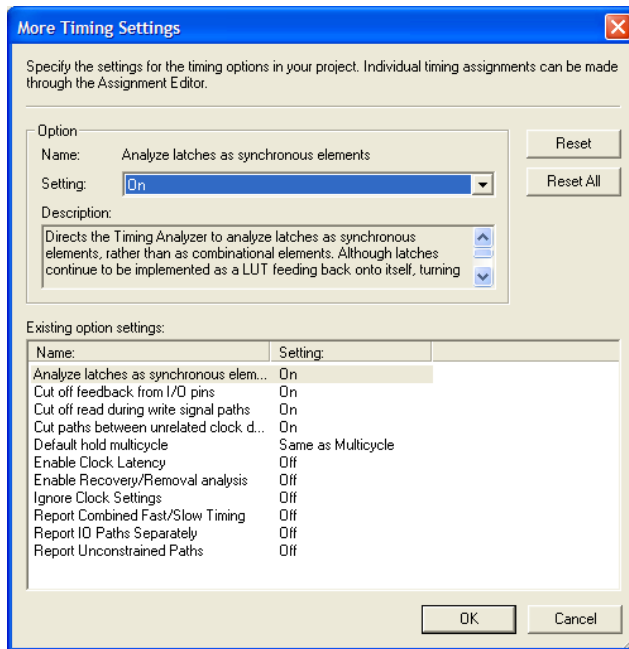 More Timing Settings
Specify the settings for the timing options in your project. Individual timing assignments can be made
through the Assignment Editor.
Option
Name: Analyze latches as synchronous elements
Reset
Setting: On
Reset All
Description:
Directs the Timing Analyzer to analyze latches as synchronous
elements, rather than as combinational elements. Although latches
continue to be implemented as a LUT feeding back onto itself, turning
Existing option settings:
Name: Setting:
Analyze latches as synchronous elem... On
Cut off feedback from I/O pins On
Cut off read during write signal paths On
Cut paths between unrelated clock d... On
Default hold multicycle Same as Multicycle
Enable Clock Latency Off
Enable Recovery/Removal analysis Off
Ignore Clock Settings Off
Report Combined Fast/Slow Timing Off
Report IO Paths Separately Off
Report Unconstrained Paths Off
OK Cancel